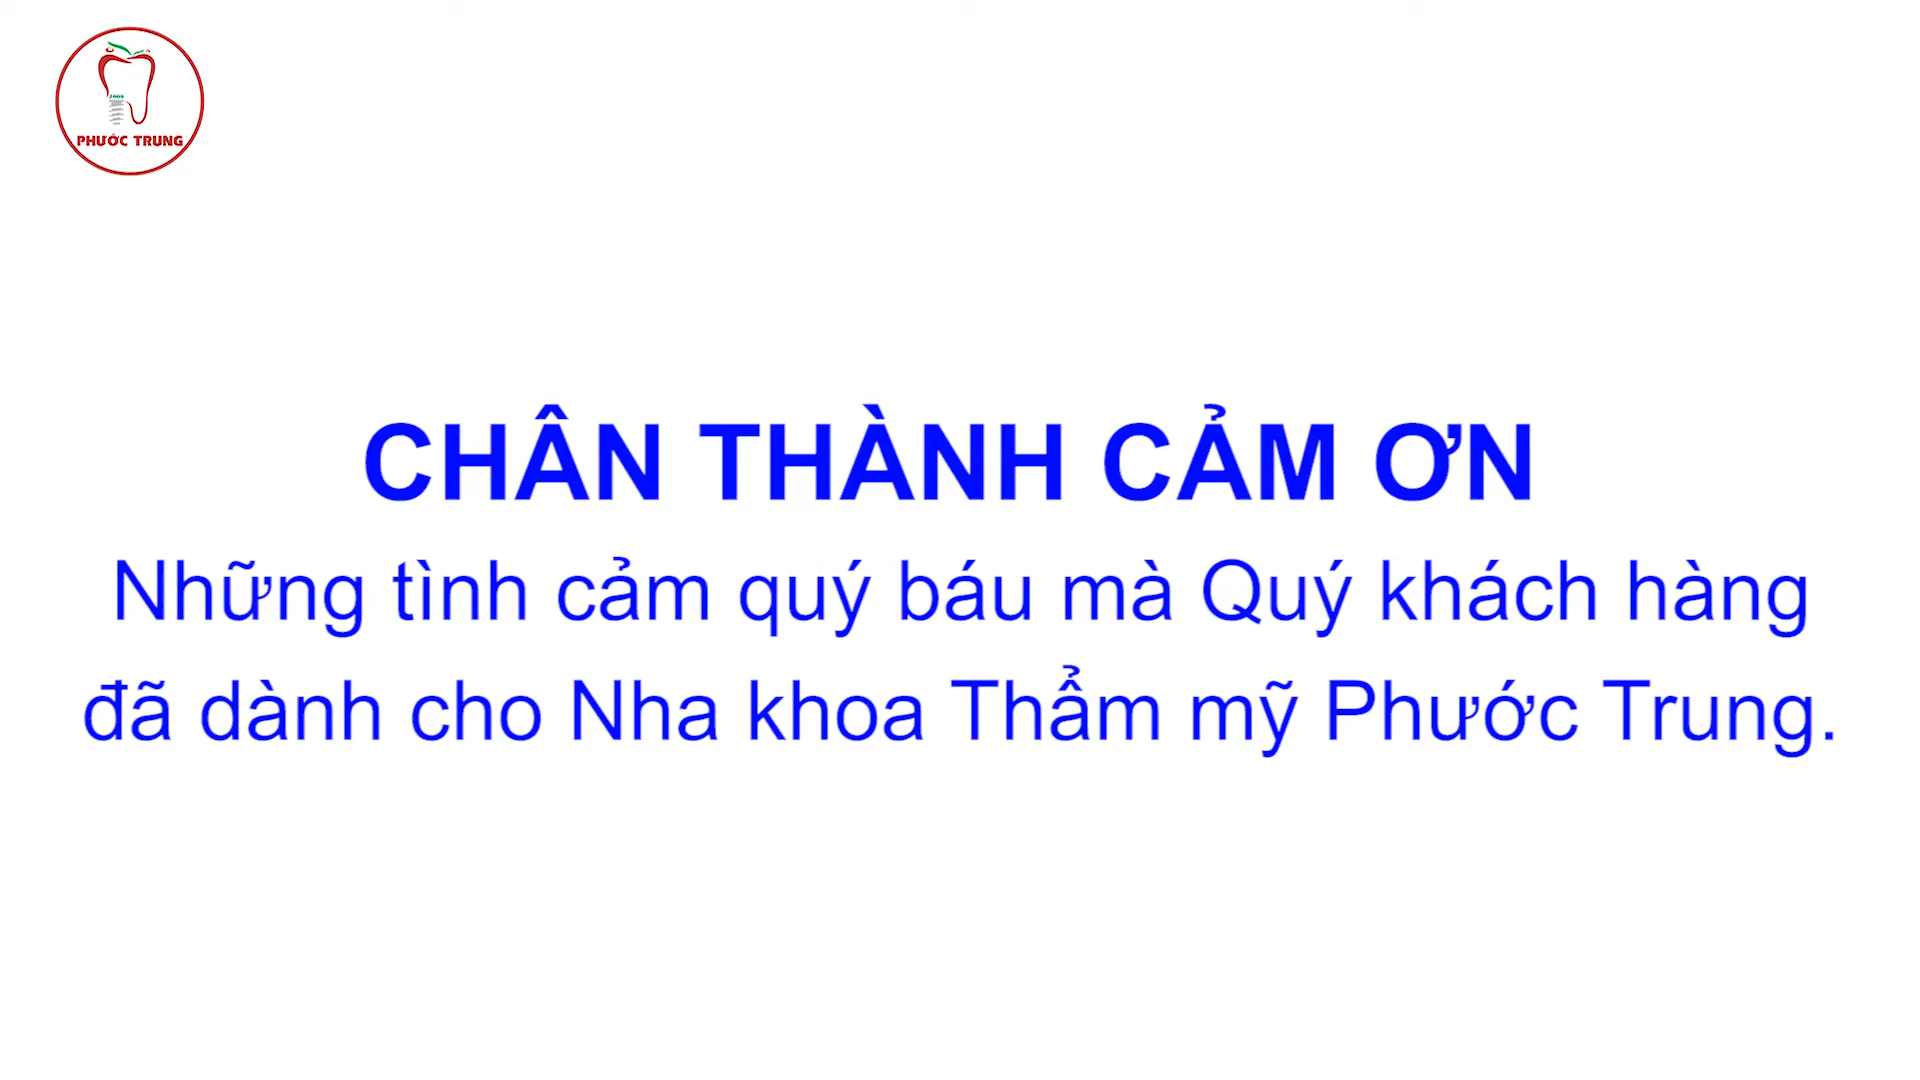 PHƯỚC TRUNG
CHÂN THÀNH CẢM ƠN
Những tình cảm quý báu mà Quý khách hàng
đã dành cho Nha khoa Thẩm mỹ Phước Trung.